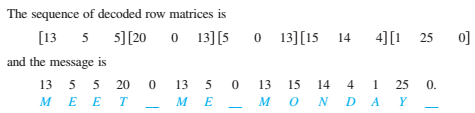 The sequence of decoded row matrices is
[13 5 5] [20 0 13] [5 0 13] [15 14 4] [1 25 0]
and the message is
13 5 5 20 0 13 5 0 13 15 14 4 1 25 0.
M E E T _ M E _ M O N D A Y _